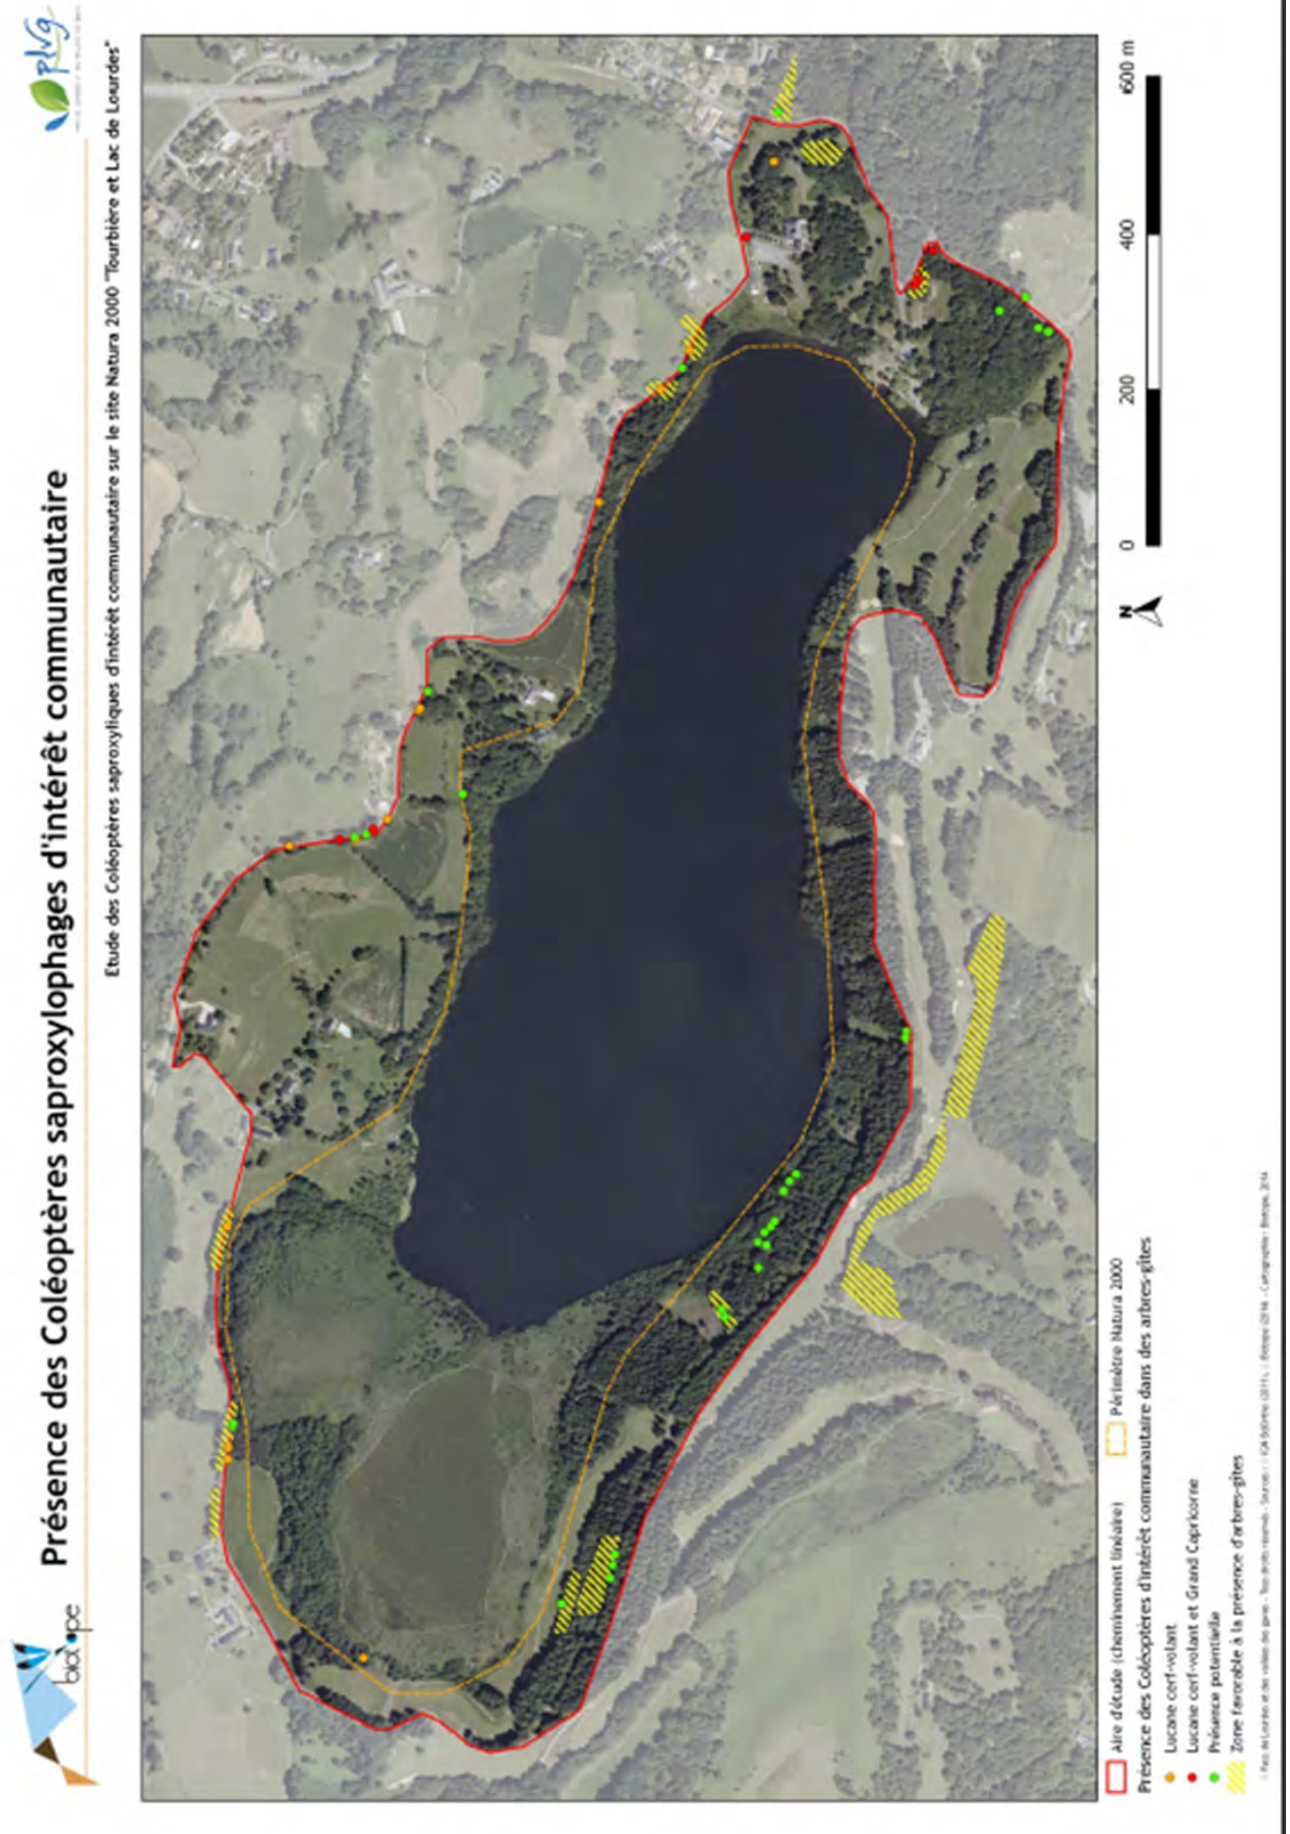 Présence des Coléoptères saproxylophages d'intérêt communautaire
Etude des Coléoptères saproxyliques d'intérêt communautaire sur le site Natura 2000 "Tourbière et Lac de Lourdes"
biotope
plvg
Aire d'étude (cheminement linéaire)
Périmètre Natura 2000
Présence des Coléoptères d'intérêt communautaire dans des arbres-gîtes
Lucane cerf-volant
Lucane cerf-volant et Grand Capricorne
Présence potentielle
Zone favorable à la présence d'arbres-gîtes
N
0 200 400 600 m